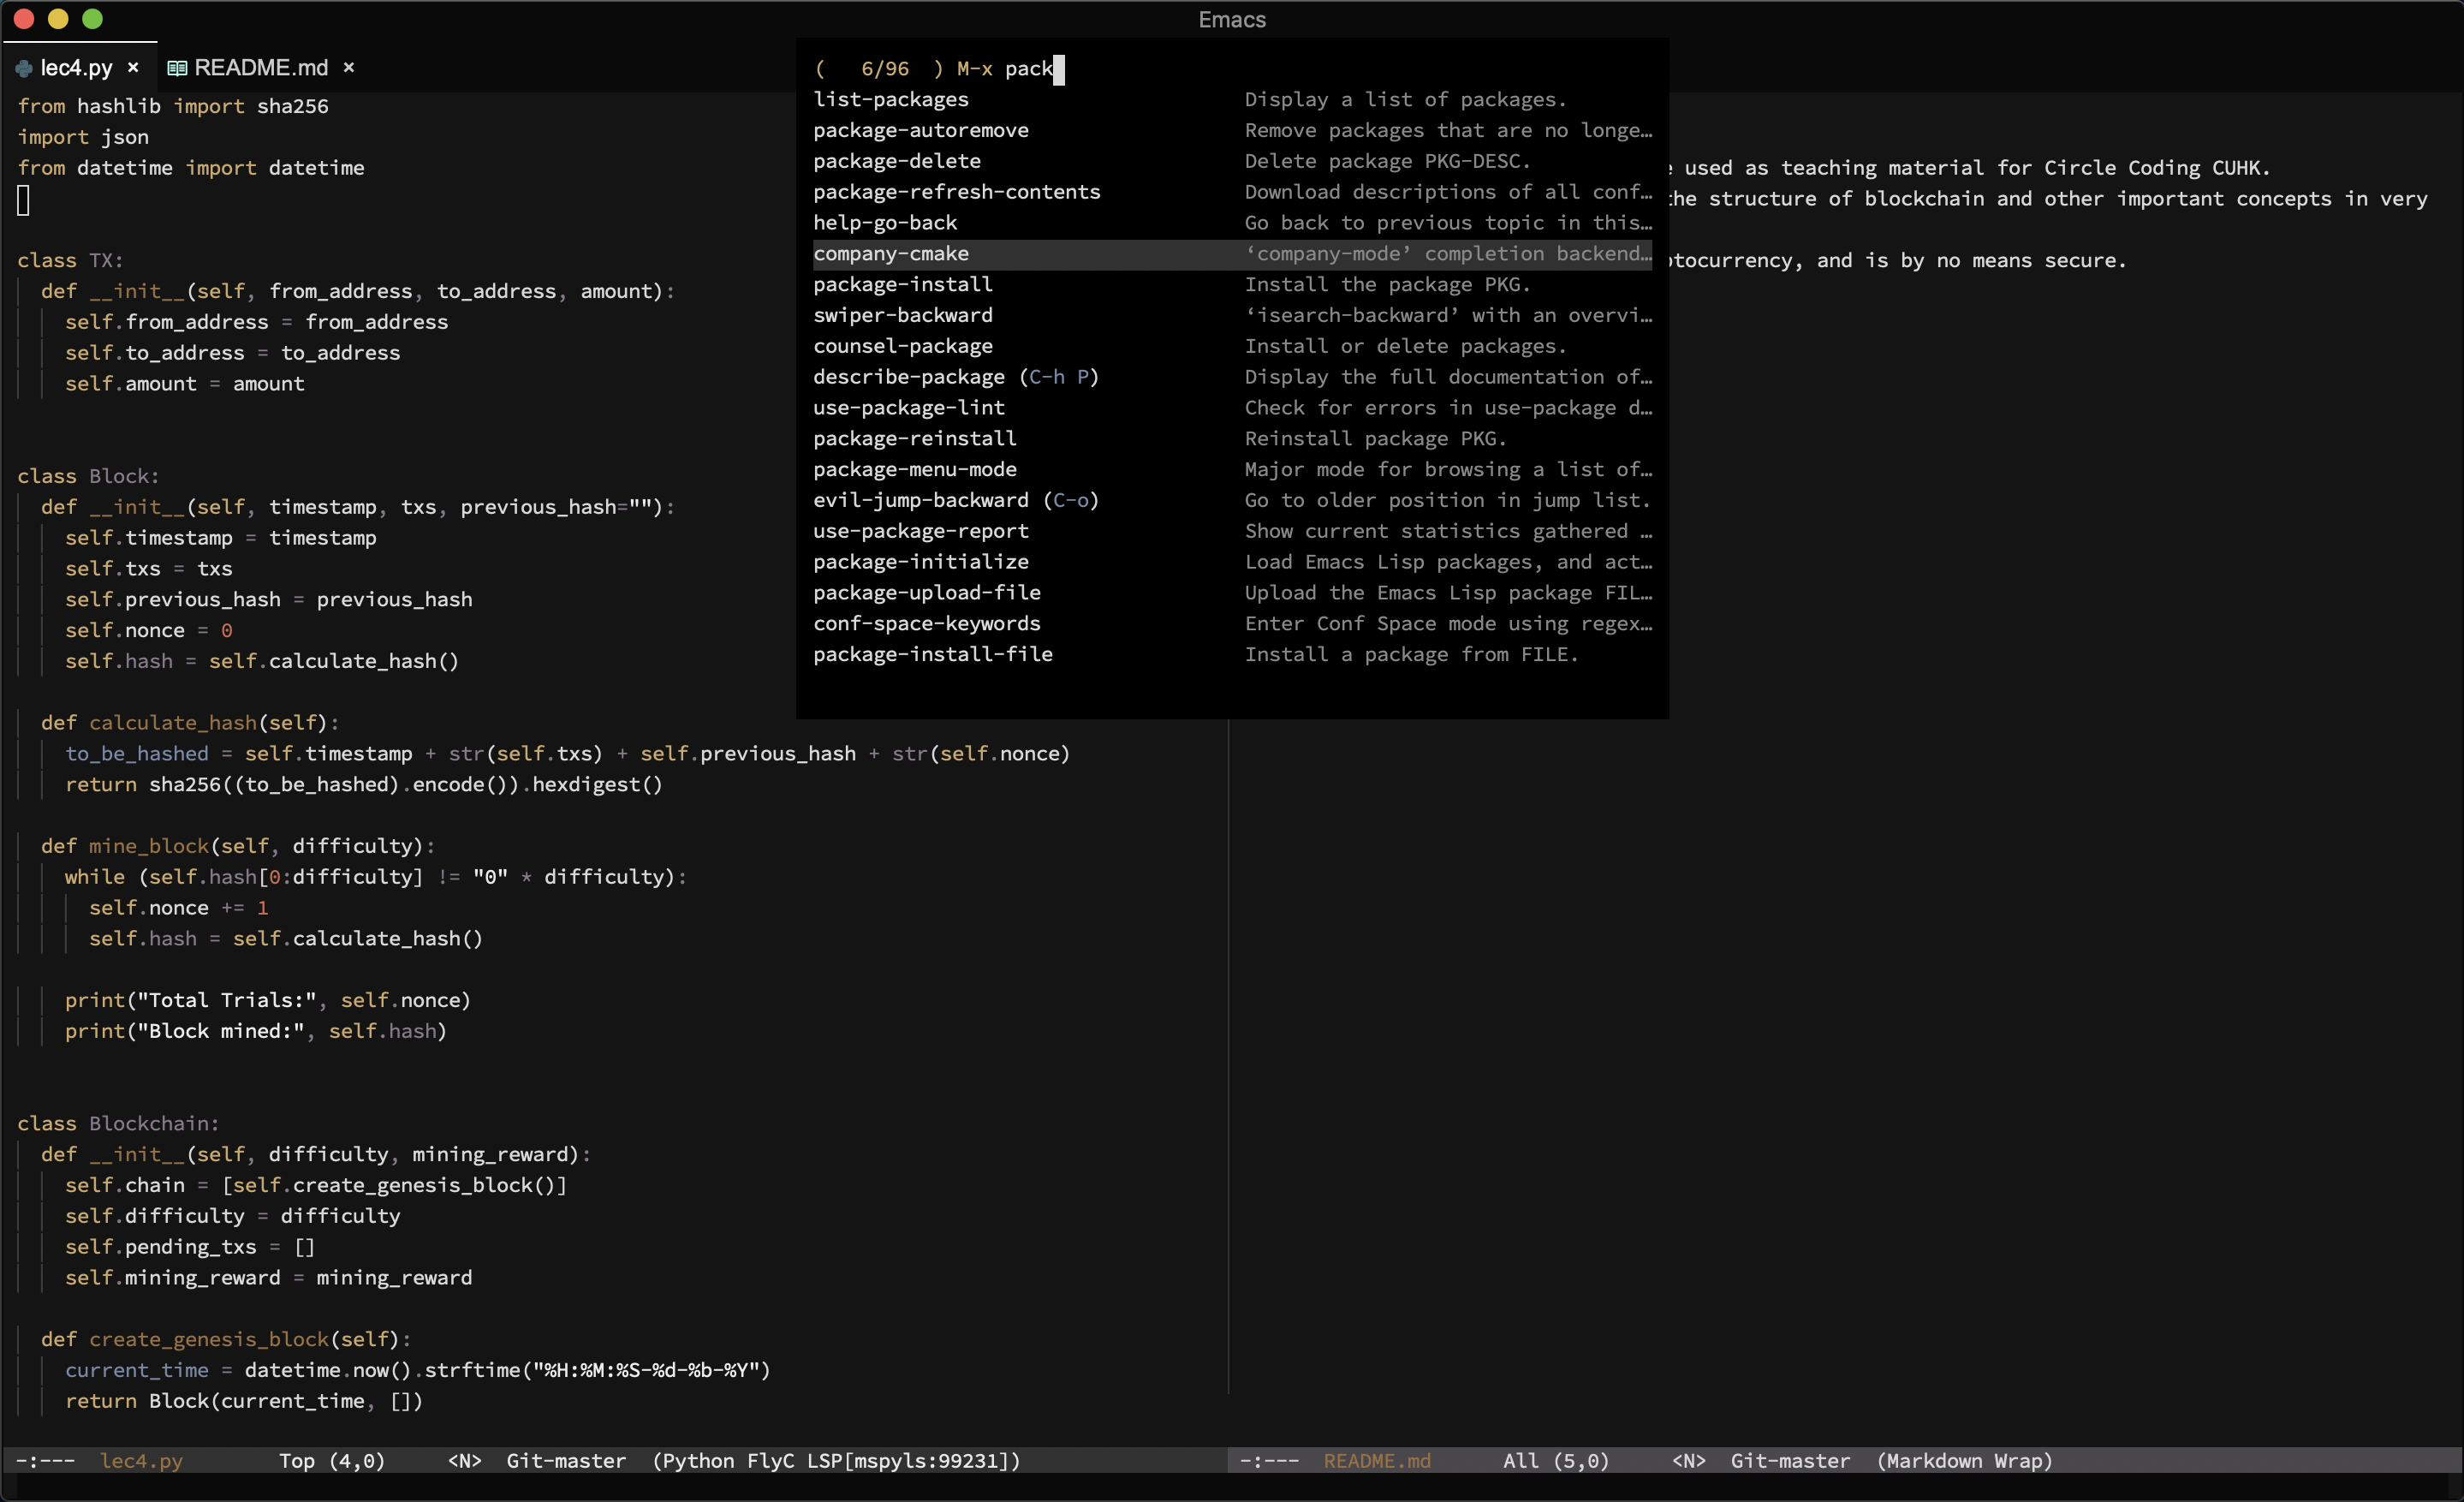 Emacs
lec4.py × README.md ×
from hashlib import sha256
import json
from datetime import datetime
class TX:
def __init__(self, from_address, to_address, amount):
self.from_address = from_address
self.to_address = to_address
self.amount = amount
class Block:
def __init__(self, timestamp, txs, previous_hash=""):
self.timestamp = timestamp
self.txs = txs
self.previous_hash = previous_hash
self.nonce = 0
self.hash = self.calculate_hash()
def calculate_hash(self):
to_be_hashed = self.timestamp + str(self.txs) + self.previous_hash + str(self.nonce)
return sha256((to_be_hashed).encode()).hexdigest()
def mine_block(self, difficulty):
while (self.hash[0:difficulty] != "0" * difficulty):
self.nonce += 1
self.hash = self.calculate_hash()
print("Total Trials:", self.nonce)
print("Block mined:", self.hash)
class Blockchain:
def __init__(self, difficulty, mining_reward):
self.chain = [self.create_genesis_block()]
self.difficulty = difficulty
self.pending_txs = []
self.mining_reward = mining_reward
def create_genesis_block(self):
current_time = datetime.now().strftime("%H:%M:%S-%d-%b-%Y")
return Block(current_time, [])
( 6/96 ) M-x pack
list-packages Display a list of packages.
package-autoremove Remove packages that are no longe…
package-delete Delete package PKG-DESC.
package-refresh-contents Download descriptions of all conf…
help-go-back Go back to previous topic in this…
company-cmake ‘company-mode’ completion backend…
package-install Install the package PKG.
swiper-backward ‘isearch-backward’ with an overvi…
counsel-package Install or delete packages.
describe-package (C-h P) Display the full documentation of…
use-package-lint Check for errors in use-package d…
package-reinstall Reinstall package PKG.
package-menu-mode Major mode for browsing a list of…
evil-jump-backward (C-o) Go to older position in jump list.
use-package-report Show current statistics gathered …
package-initialize Load Emacs Lisp packages, and act…
package-upload-file Upload the Emacs Lisp package FIL…
conf-space-keywords Enter Conf Space mode using regex…
package-install-file Install a package from FILE.
used as teaching material for Circle Coding CUHK.
the structure of blockchain and other important concepts in very
tocurrency, and is by no means secure.
-:--- lec4.py Top (4,0) <N> Git-master (Python FlyC LSP[mspyls:99231])
-:--- README.md All (5,0) <N> Git-master (Markdown Wrap)